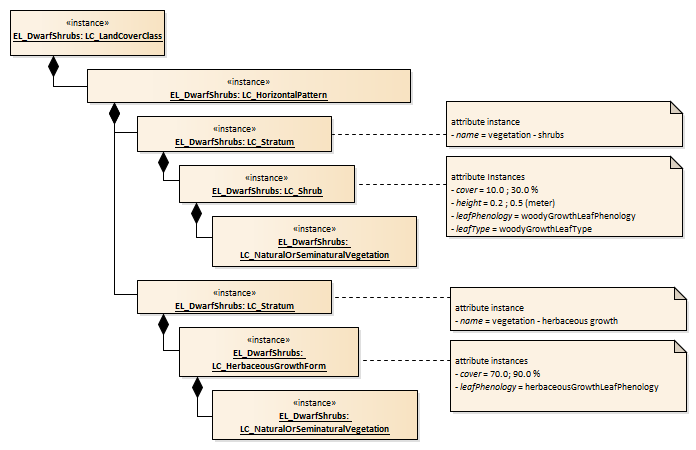 «instance»
EL_DwarfShrubs: LC_LandCoverClass
«instance»
EL_DwarfShrubs: LC_HorizontalPattern
«instance»
EL_DwarfShrubs: LC_Stratum
attribute instance
- name = vegetation - shrubs
«instance»
EL_DwarfShrubs: LC_Shrub
attribute Instances
- cover = 10.0 ; 30.0 %
- height = 0.2 ; 0.5 (meter)
- leafPhenology = woodyGrowthLeafPhenology
- leafType = woodyGrowthLeafType
«instance»
EL_DwarfShrubs:
LC_NaturalOrSeminaturalVegetation
«instance»
EL_DwarfShrubs: LC_Stratum
attribute instance
- name = vegetation - herbaceous growth
«instance»
EL_DwarfShrubs:
LC_HerbaceousGrowthForm
attribute instances
- cover = 70.0; 90.0 %
- leafPhenology = herbaceousGrowthLeafPhenology
«instance»
EL_DwarfShrubs:
LC_NaturalOrSeminaturalVegetation